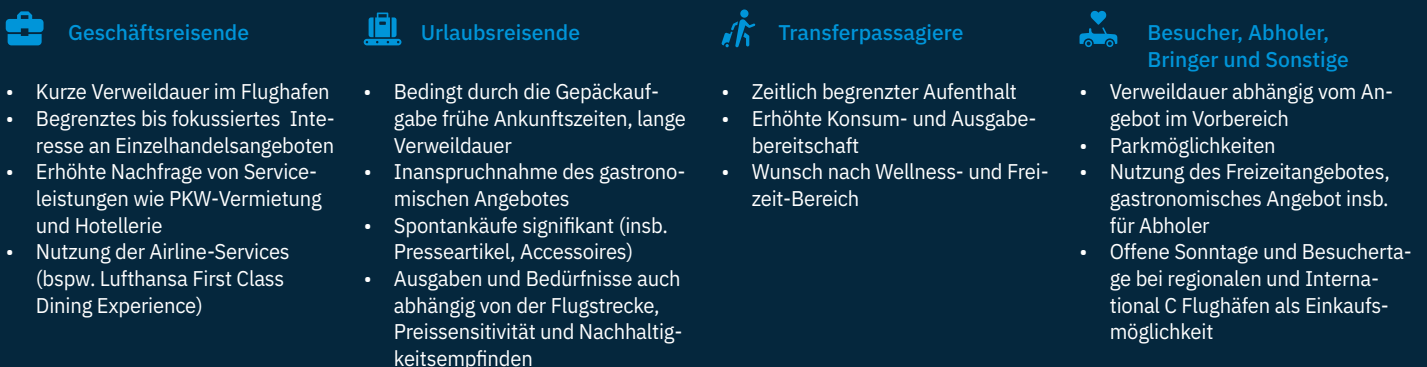 Geschäftsreisende
• Kurze Verweildauer im Flughafen
• Begrenztes bis fokussiertes Inte-
resse an Einzelhandelsangeboten
• Erhöhte Nachfrage von Service-
leistungen wie PKW-Vermietung
und Hotellerie
• Nutzung der Airline-Services
(bspw. Lufthansa First Class
Dining Experience)
Urlaubsreisende
• Bedingt durch die Gepäckauf-
gabe frühe Ankunftszeiten, lange
Verweildauer
• Inanspruchnahme des gastrono-
mischen Angebotes
• Spontankäufe signifikant (insb.
Presseartikel, Accessoires)
• Ausgaben und Bedürfnisse auch
abhängig von der Flugstrecke,
Preissensitivität und Nachhaltig-
keitsempfinden
Transferpassagiere
• Zeitlich begrenzter Aufenthalt
• Erhöhte Konsum- und Ausgabe-
bereitschaft
• Wunsch nach Wellness- und Frei-
zeit-Bereich
Besucher, Abholer,
Bringer und Sonstige
• Verweildauer abhängig vom An-
gebot im Vorbereich
• Parkmöglichkeiten
• Nutzung des Freizeitangebotes,
gastronomisches Angebot insb.
für Abholer
• Offene Sonntage und Besucherta-
ge bei regionalen und Interna-
tional C Flughäfen als Einkaufs-
möglichkeit